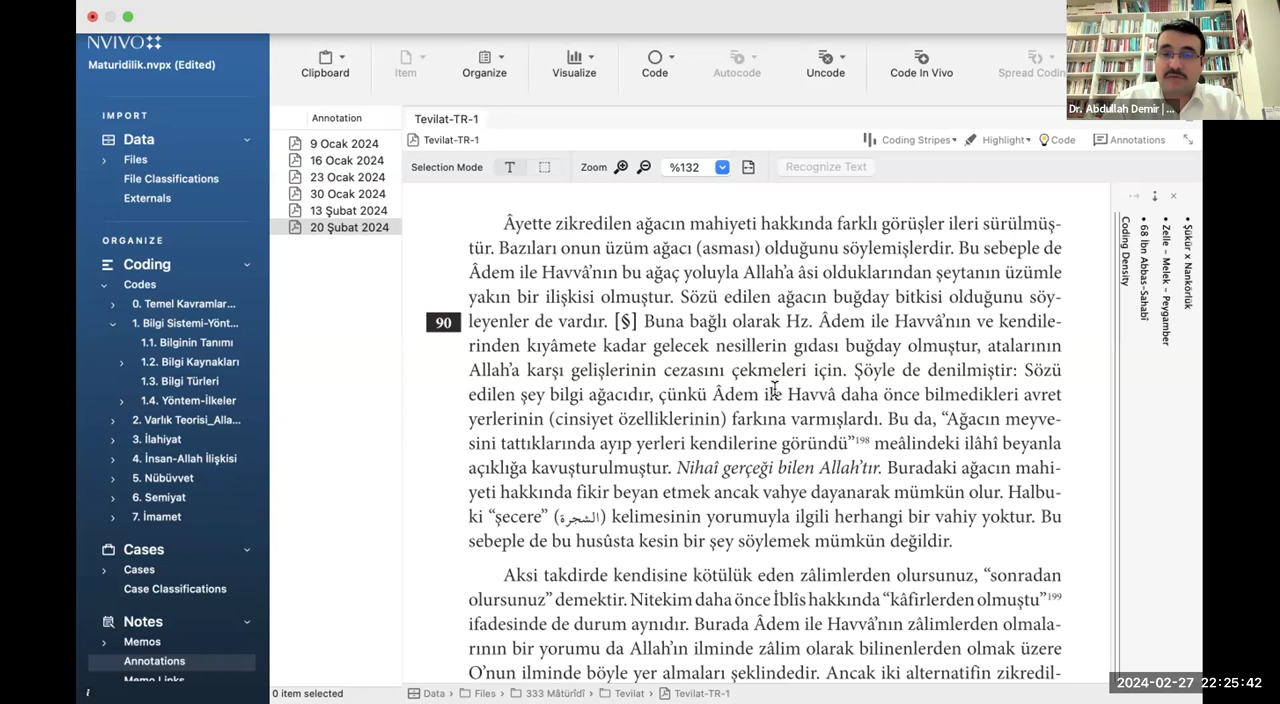 NVIVO
Maturidilik.nvpx (Edited)
IMPORT
Data
Files
File Classifications
Externals
ORGANIZE
Coding
Codes
0. Temel Kavramlar...
1. Bilgi Sistemi-Yönt...
1.1. Bilginin Tanımı
1.2. Bilgi Kaynakları
1.3. Bilgi Türleri
1.4. Yöntem-İlkeler
2. Varlık Teorisi_Alla...
3. İlahiyat
4. İnsan-Allah İlişkisi
5. Nübüvvet
6. Semiyat
7. İmamet
Cases
Cases
Case Classifications
Notes
Memos
Annotations
Memo Links
Clipboard
Item
Organize
Visualize
Code
Autocode
Uncode
Code In Vivo
Spread Codin
Dr. Abdullah Demir | ...
Annotation
9 Ocak 2024
16 Ocak 2024
23 Ocak 2024
30 Ocak 2024
13 Şubat 2024
20 Şubat 2024
0 item selected
Tevilat-TR-1
Tevilat-TR-1
Coding Stripes
Highlight
Code
Annotations
Selection Mode
T
Zoom
%132
Recognize Text
Âyette zikredilen ağacın mahiyeti hakkında farklı görüşler ileri sürülmüş-
tür. Bazıları onun üzüm ağacı (asması) olduğunu söylemişlerdir. Bu sebeple de
Âdem ile Havvâ'nın bu ağaç yoluyla Allah'a âsi olduklarından şeytanın üzümle
yakın bir ilişkisi olmuştur. Sözü edilen ağacın buğday bitkisi olduğunu söy-
90 leyenler de vardır. [§] Buna bağlı olarak Hz. Âdem ile Havvâ'nın ve kendile-
rinden kıyâmete kadar gelecek nesillerin gıdası buğday olmuştur, atalarının
Allah'a karşı gelişlerinin cezasını çekmeleri için. Şöyle de denilmiştir: Sözü
edilen şey bilgi ağacıdır, çünkü Âdem ile Havvâ daha önce bilmedikleri avret
yerlerinin (cinsiyet özelliklerinin) farkına varmışlardı. Bu da, “Ağacın meyve-
sini tattıklarında ayıp yerleri kendilerine göründü”198 meâlindeki ilâhî beyanla
açıklığa kavuşturulmuştur. Nihaî gerçeği bilen Allah'tır. Buradaki ağacın mahi-
yeti hakkında fikir beyan etmek ancak vahye dayanarak mümkün olur. Halbu-
ki “şecere” (الشجرة) kelimesinin yorumuyla ilgili herhangi bir vahiy yoktur. Bu
sebeple de bu husûsta kesin bir şey söylemek mümkün değildir.
Aksi takdirde kendisine kötülük eden zâlimlerden olursunuz, “sonradan
olursunuz” demektir. Nitekim daha önce İblîs hakkında “kâfirlerden olmuştu”199
ifadesinde de durum aynıdır. Burada Âdem ile Havvâ'nın zâlimlerden olmala-
rının bir yorumu da Allah'ın ilminde zâlim olarak bilinenlerden olmak üzere
O'nun ilminde böyle yer almaları şeklindedir. Ancak iki alternatifin zikredil-
Şükür x Nankörlük
Zelle - Melek - Peygamber
68 İbn Abbas-Sahabî
Coding Density
Data
Files
333 Mâtürîdî
Tevilat
Tevilat-TR-1
2024-02-27 22:25:42